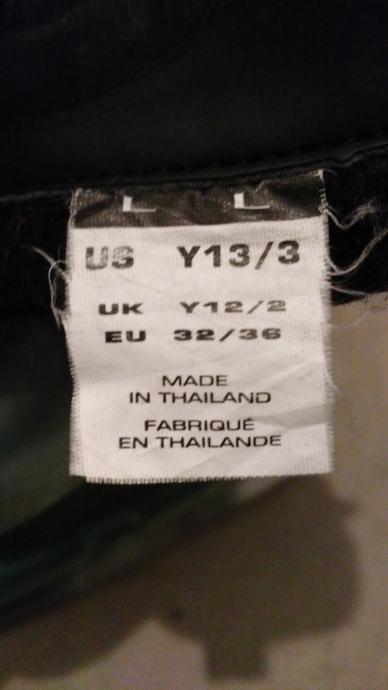 L L
US Y13/3
UK Y12/2
EU 32/36
MADE
IN THAILAND
FABRIQUÉ
EN THAILANDE